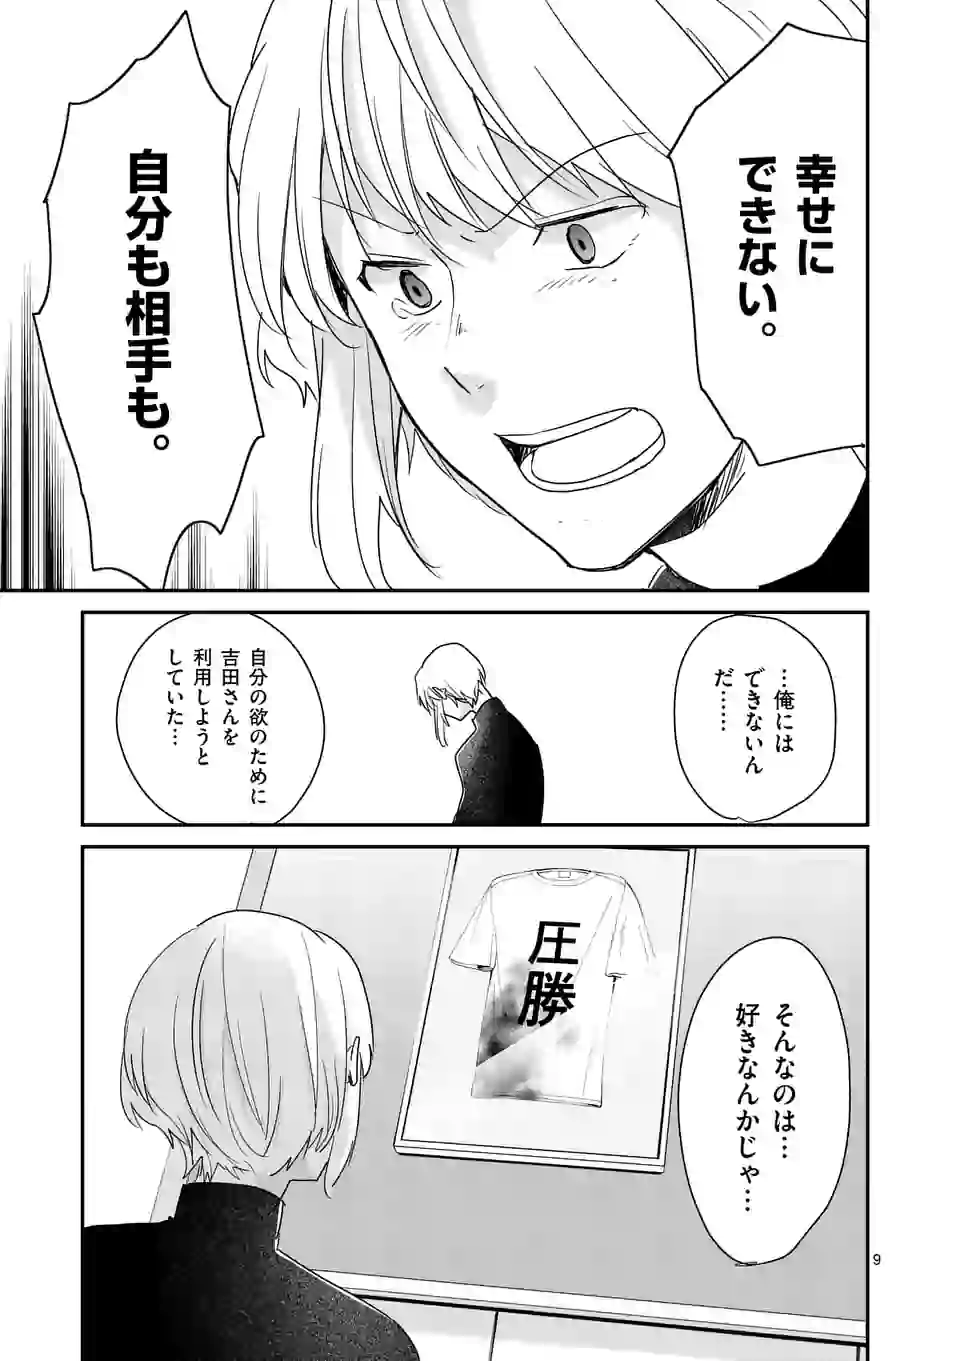 幸せに
できない。
自分も相手も。
…俺には
できないん
だ……
自分の欲のために
吉田さんを
利用しようと
していた…
圧
勝
そんなのは…
好きなんかじゃ…
9